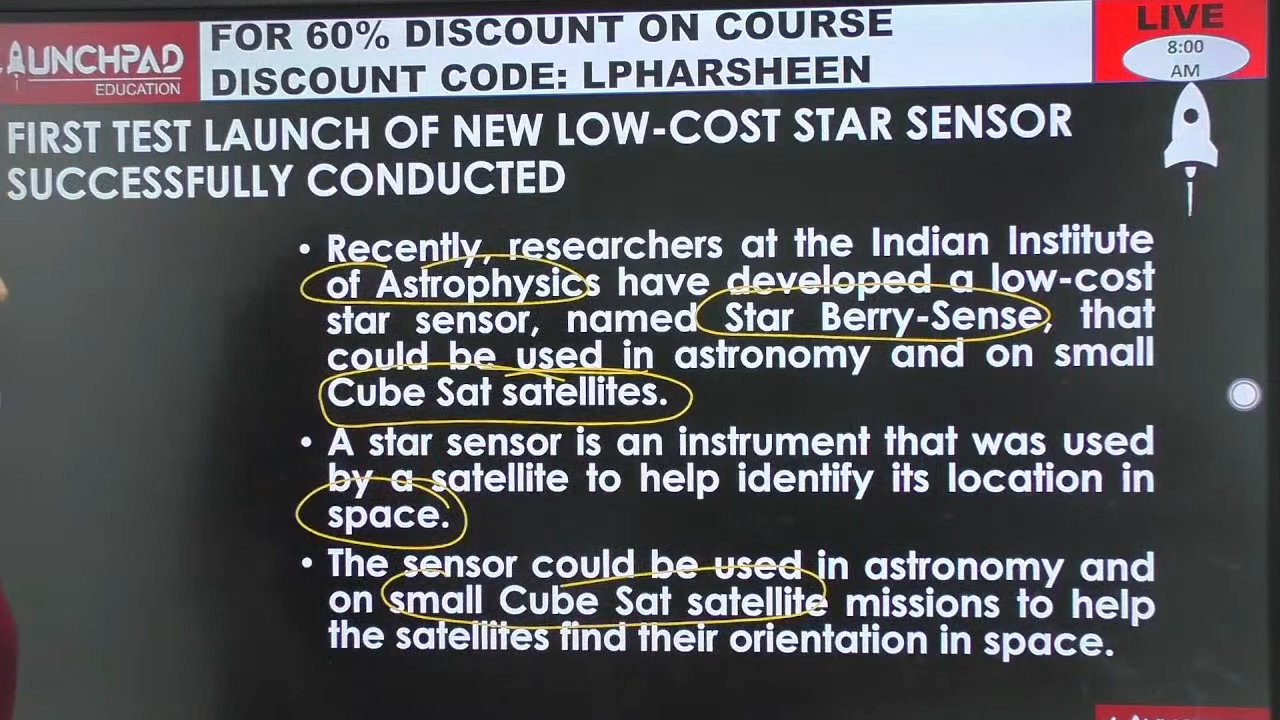 LAUNCHPAD
EDUCATION
FOR 60% DISCOUNT ON COURSE
DISCOUNT CODE: LPHARSHEEN
LIVE
8:00
AM
FIRST TEST LAUNCH OF NEW LOW-COST STAR SENSOR
SUCCESSFULLY CONDUCTED
• Recently, researchers at the Indian Institute
of Astrophysics have developed a low-cost
star sensor, named Star Berry-Sense, that
could be used in astronomy and on small
Cube Sat satellites.
• A star sensor is an instrument that was used
by a satellite to help identify its location in
space.
• The sensor could be used in astronomy and
on small Cube Sat satellite missions to help
the satellites find their orientation in space.